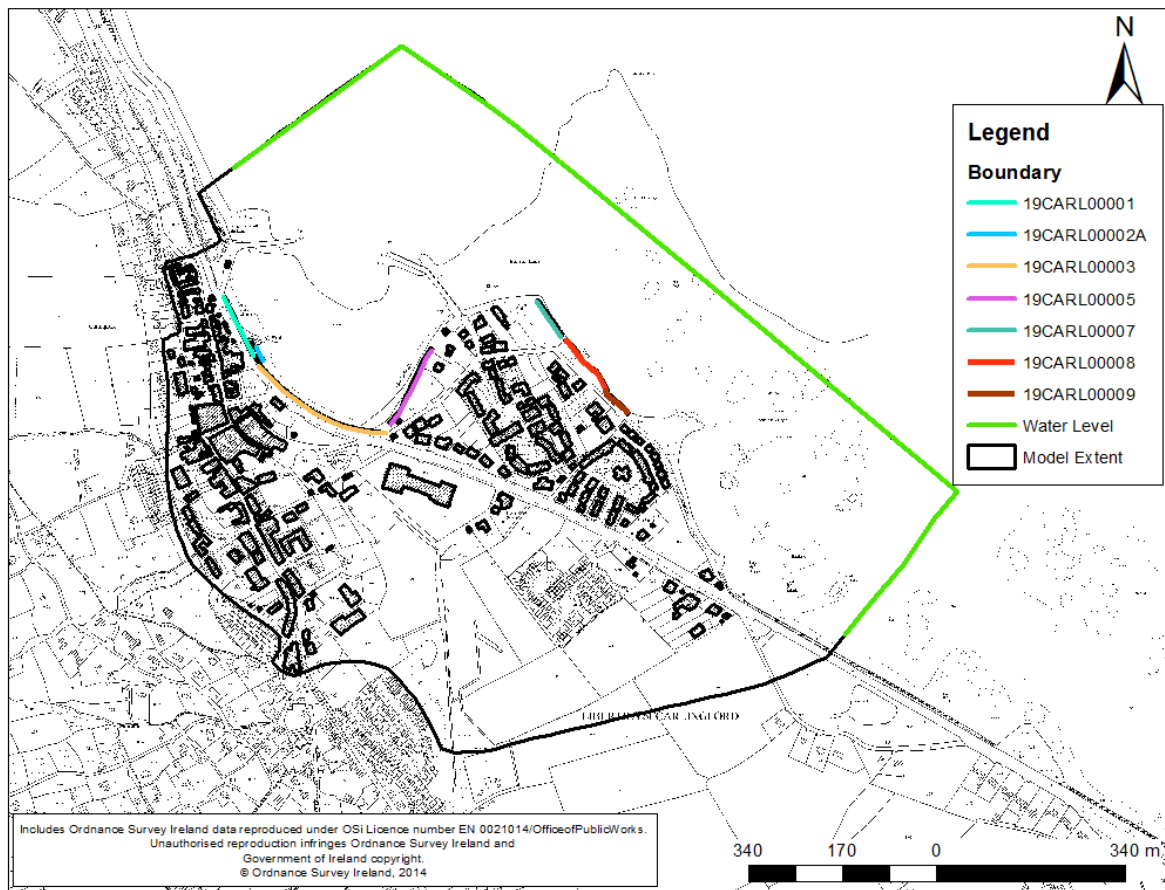 N
Legend
Boundary
19CARL00001
19CARL00002A
19CARL00003
19CARL00005
19CARL00007
19CARL00008
19CARL00009
Water Level
Model Extent
Includes Ordnance Survey Ireland data reproduced under OSi Licence number EN 0021014/OfficeofPublicWorks.
Unauthorised reproduction infringes Ordnance Survey Ireland and
Government of Ireland copyright.
© Ordnance Survey Ireland, 2014
340 170 0 340 m